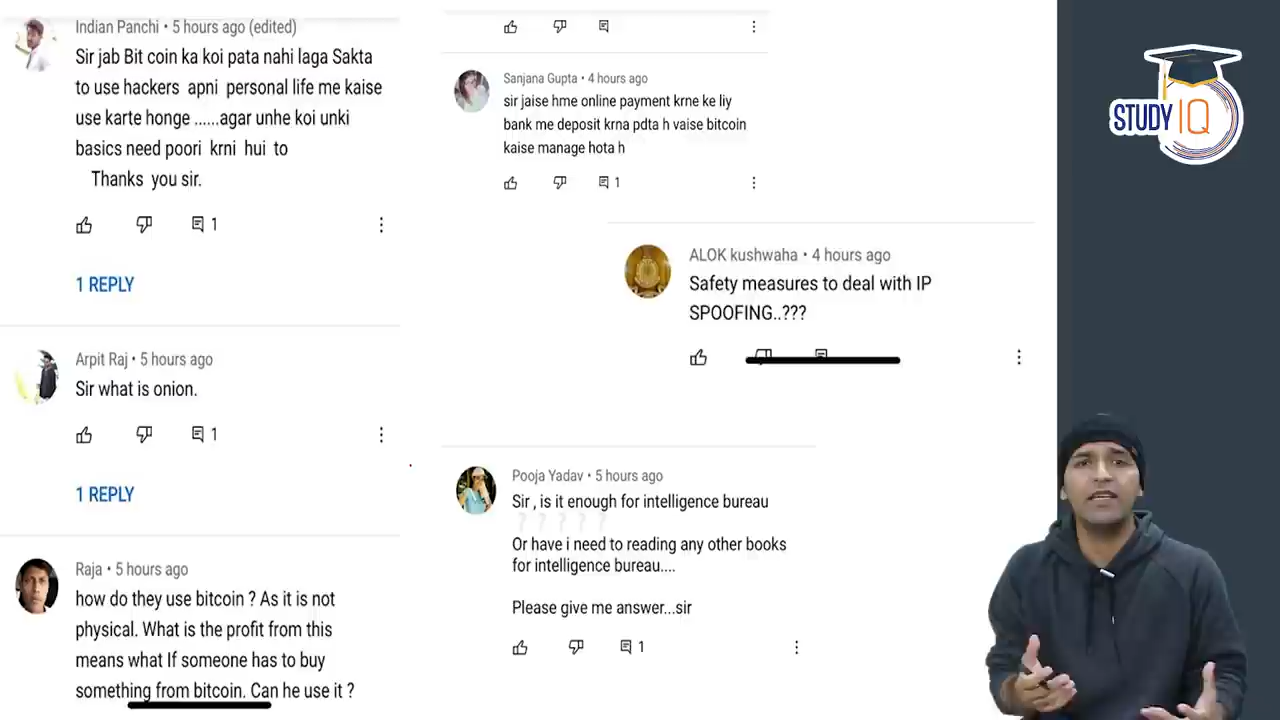 Indian Panchi • 5 hours ago (edited)
Sir jab Bit coin ka koi pata nahi laga Sakta
to use hackers apni personal life me kaise
use karte honge ......agar unhe koi unki
basics need poori krni hui to
Thanks you sir.
1
1 REPLY
Arpit Raj • 5 hours ago
Sir what is onion.
1
1 REPLY
Raja • 5 hours ago
how do they use bitcoin ? As it is not
physical. What is the profit from this
means what If someone has to buy
something from bitcoin. Can he use it ?
Sanjana Gupta • 4 hours ago
sir jaise hme online payment krne ke liy
bank me deposit krna pdta h vaise bitcoin
kaise manage hota h
1
ALOK kushwaha • 4 hours ago
Safety measures to deal with IP
SPOOFING..???
Pooja Yadav • 5 hours ago
Sir , is it enough for intelligence bureau
? ? ? ? ?
Or have i need to reading any other books
for intelligence bureau....
Please give me answer...sir
1
STUDY IQ